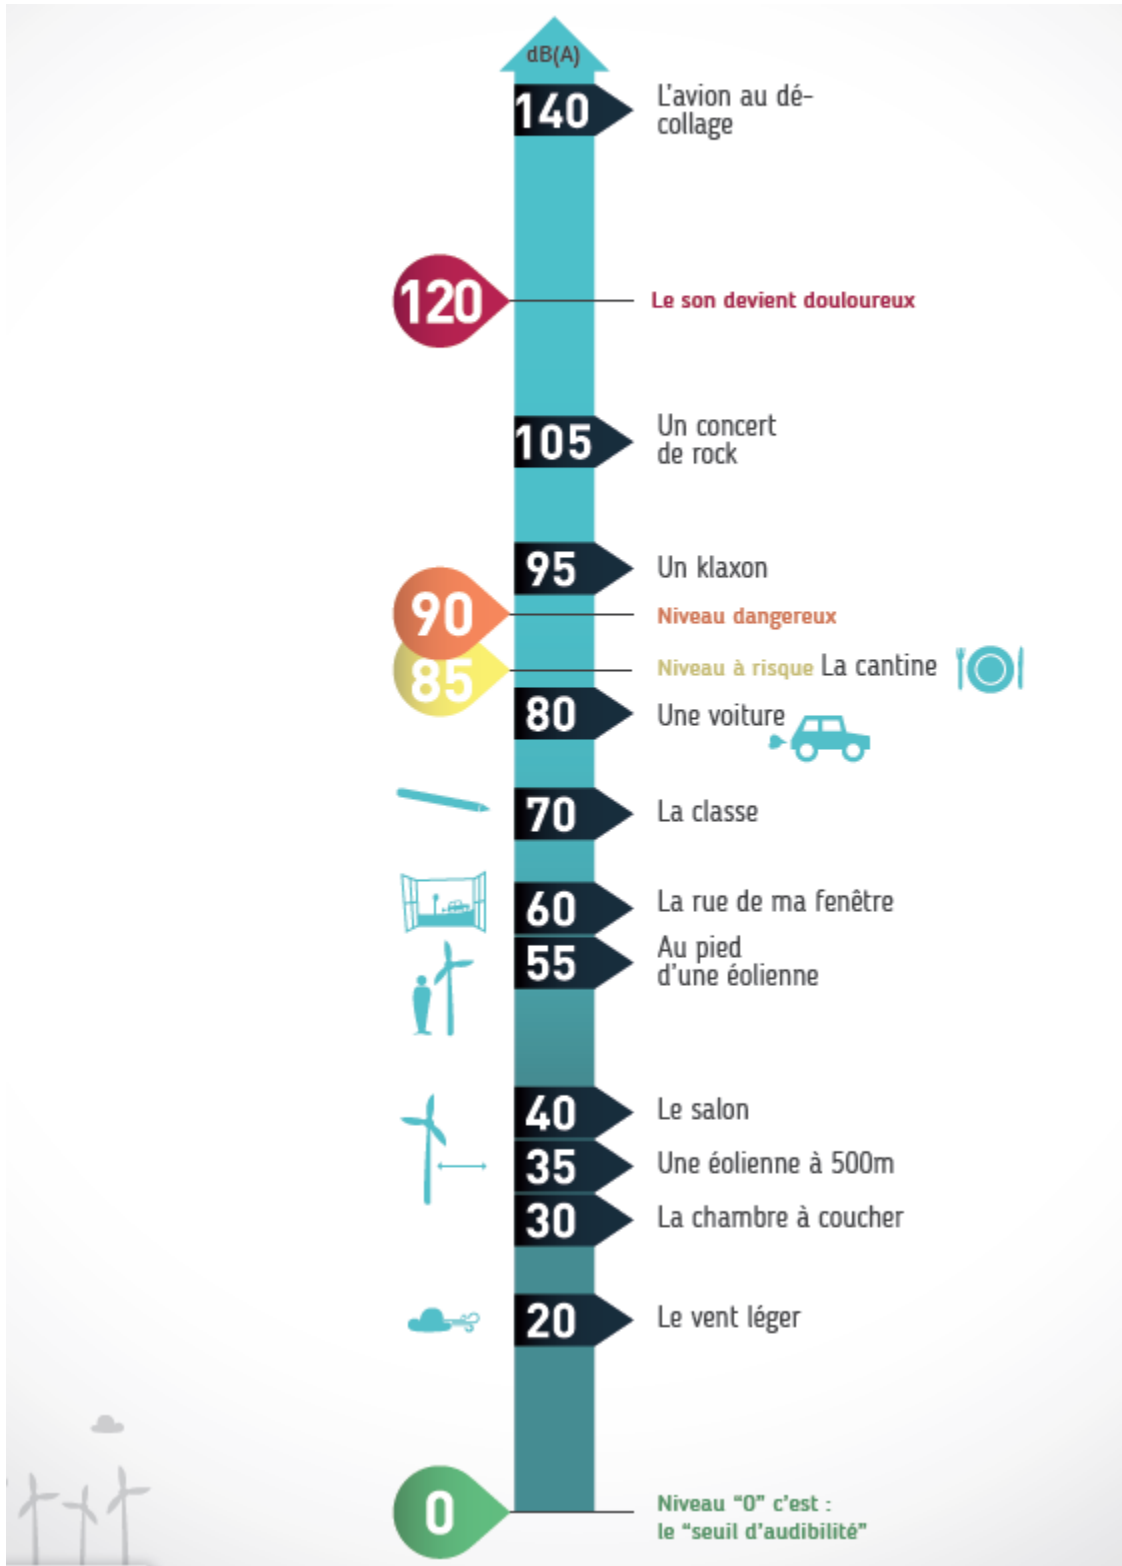 dB(A)
140
L'avion au dé-
collage
120
Le son devient douloureux
105
Un concert
de rock
95
Un klaxon
90
Niveau dangereux
85
Niveau à risque La cantine
80
Une voiture
70
La classe
60
La rue de ma fenêtre
55
Au pied
d'une éolienne
40
Le salon
35
Une éolienne à 500m
30
La chambre à coucher
20
Le vent léger
0
Niveau "0" c'est :
le "seuil d'audibilité"